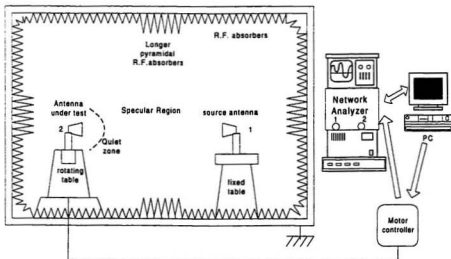 R.F. absorbers
Longer
pyramidal
R.F.absorbers
Antenna
under test
Specular Region
source antenna
2
1
Quiet
zone
rotating
table
fixed
table
Network
Analyzer
1 2
PC
Motor
controller